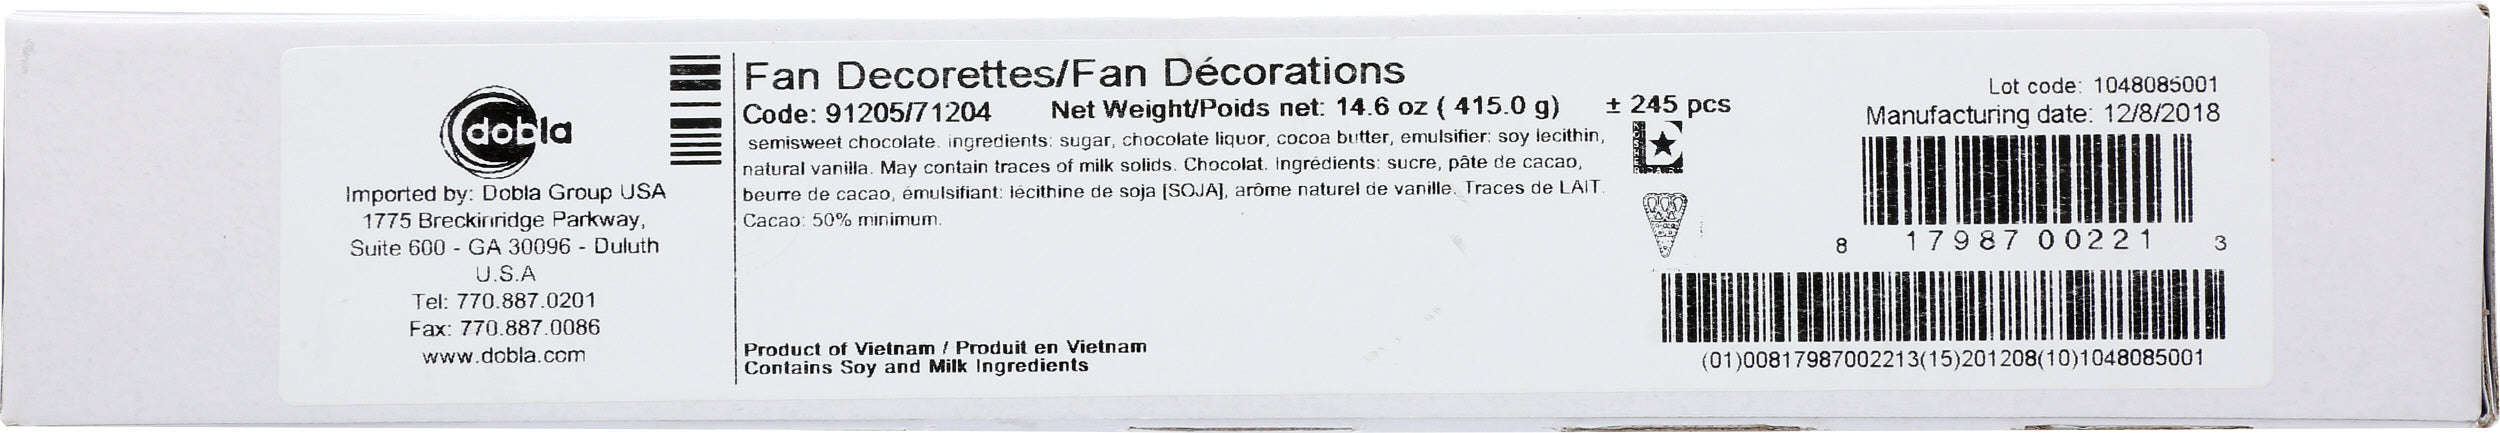 dobla
Imported by: Dobla Group USA
1775 Breckinridge Parkway,
Suite 600 - GA 30096 - Duluth
U.S.A
Tel: 770.887.0201
Fax: 770.887.0086
www.dobla.com
Fan Decorettes/Fan Décorations
Code: 91205/71204 Net Weight/Poids net: 14.6 oz ( 415.0 g) ± 245 pcs
semisweet chocolate. ingredients: sugar, chocolate liquor, cocoa butter, emulsifier: soy lecithin,
natural vanilla. May contain traces of milk solids. Chocolat. Ingrédients: sucre, pâte de cacao,
beurre de cacao, émulsifiant: lécithine de soja [SOJA], arôme naturel de vanille. Traces de LAIT.
Cacao: 50% minimum.
Product of Vietnam / Produit en Vietnam
Contains Soy and Milk Ingredients
Lot code: 1048085001
Manufacturing date: 12/8/2018
8 17987 00221 3
(01)00817987002213(15)201208(10)1048085001